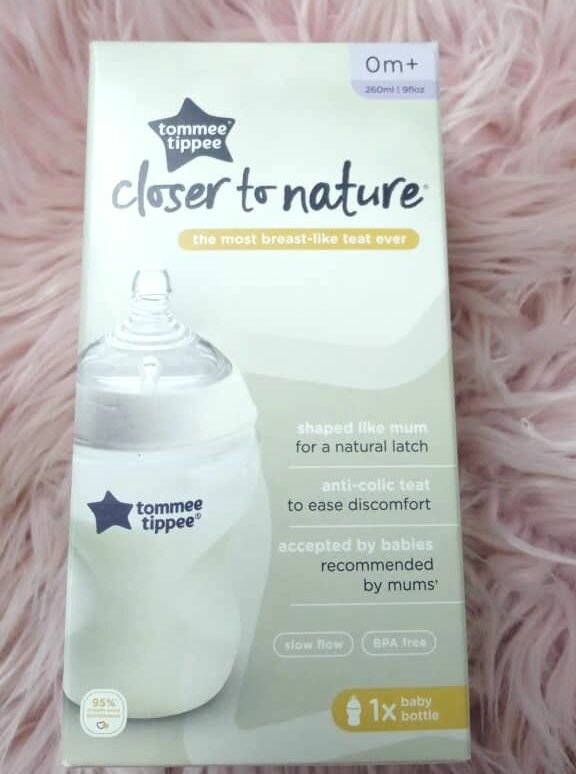 0m+
260ml | 9floz
tommee
tippee
closer to nature®
the most breast-like teat ever
shaped like mum
for a natural latch
anti-colic teat
to ease discomfort
accepted by babies
recommended
by mums¹
tommee
tippee®
slow flow
BPA free
95%
1x baby
bottle